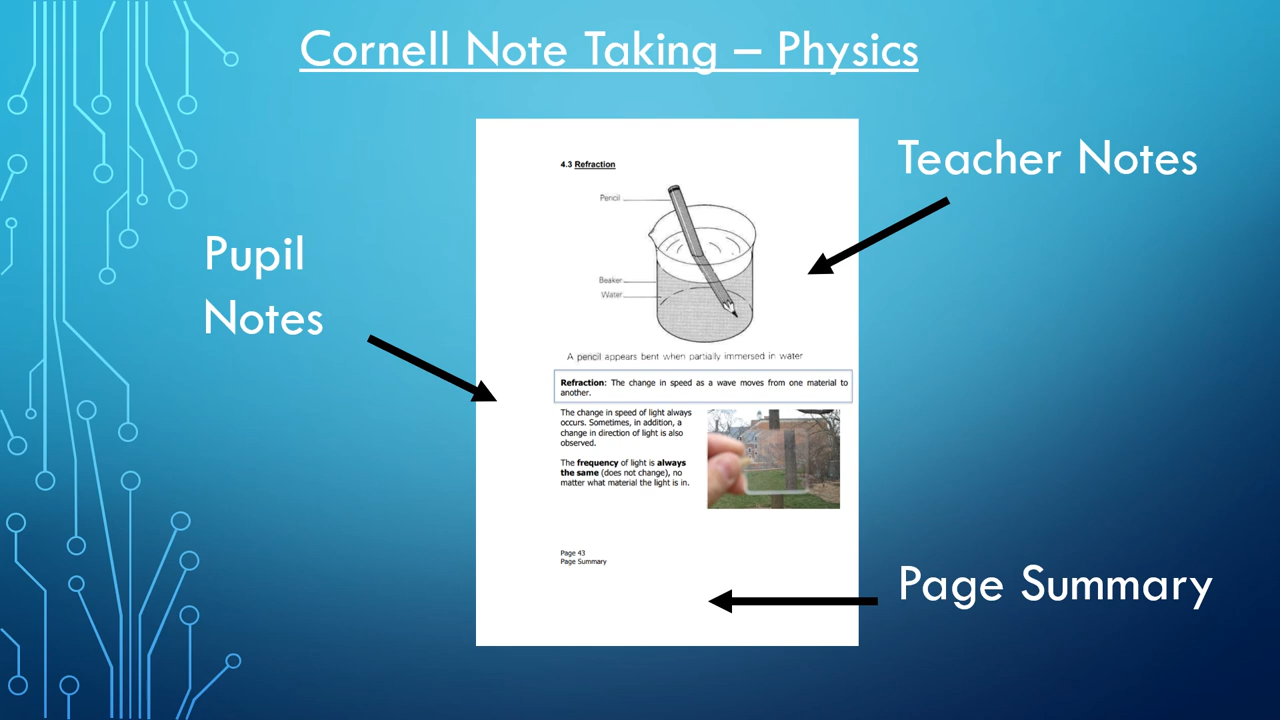 Cornell Note Taking – Physics
Teacher Notes
Pupil
Notes
4.3 Refraction
Pencil
Beaker
Water
A pencil appears bent when partially immersed in water
Refraction: The change in speed as a wave moves from one material to
another.
The change in speed of light always
occurs. Sometimes, in addition, a
change in direction of light is also
observed.
The frequency of light is always
the same (does not change), no
matter what material the light is in.
Page 43
Page Summary
Page Summary